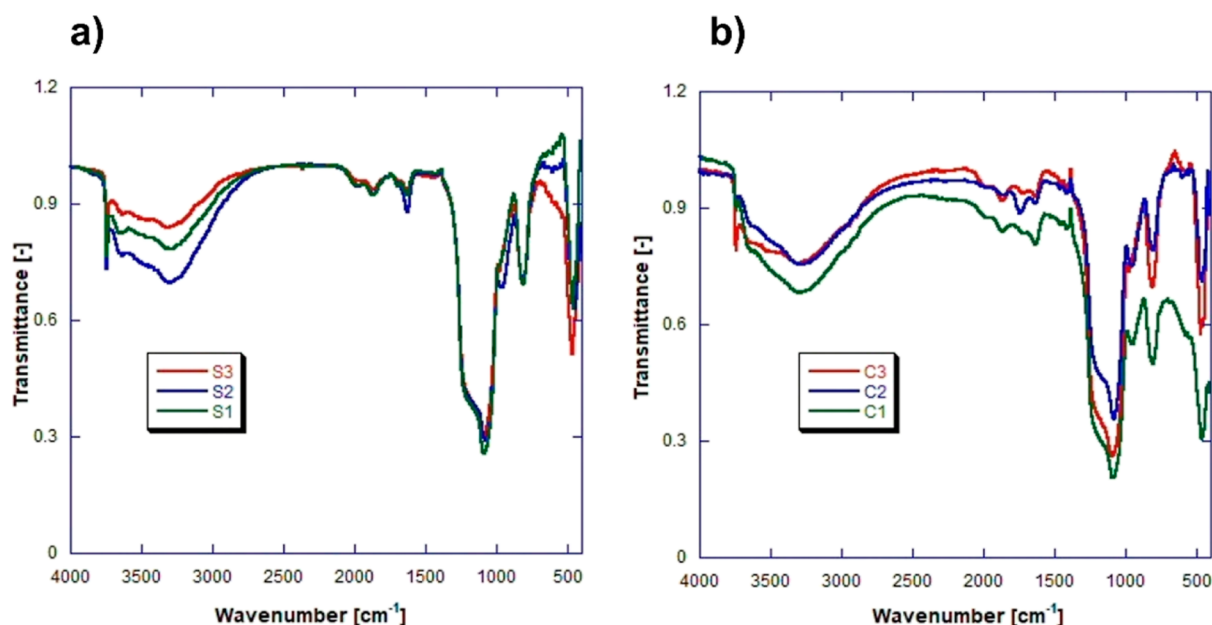 a)
1.2
0.9
0.6
0.3
0
Transmittance [-]
S3
S2
S1
4000 3500 3000 2500 2000 1500 1000 500
Wavenumber [cm⁻¹]
b)
1.2
0.9
0.6
0.3
0
Transmittance [-]
C3
C2
C1
4000 3500 3000 2500 2000 1500 1000 500
Wavenumber [cm⁻¹]